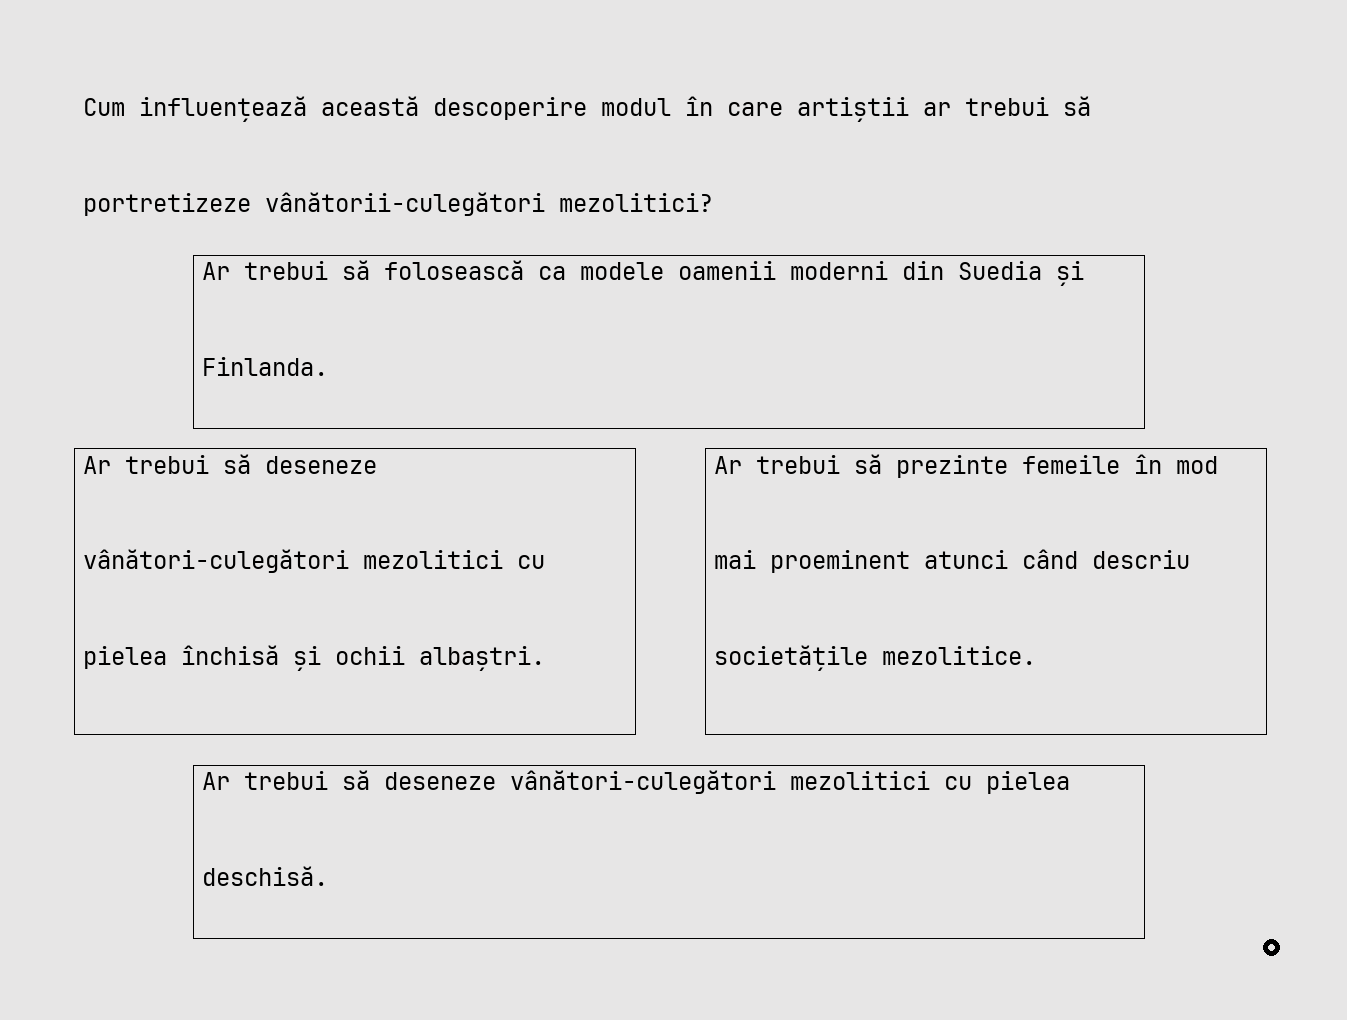 Cum influențează această descoperire modul în care artiștii ar trebui să
portretizeze vânătorii-culegători mezolitici?
Ar trebui să folosească ca modele oamenii moderni din Suedia și
Finlanda.
Ar trebui să deseneze
vânători-culegători mezolitici cu
pielea închisă și ochii albaștri.
Ar trebui să prezinte femeile în mod
mai proeminent atunci când descriu
societățile mezolitice.
Ar trebui să deseneze vânători-culegători mezolitici cu pielea
deschisă.